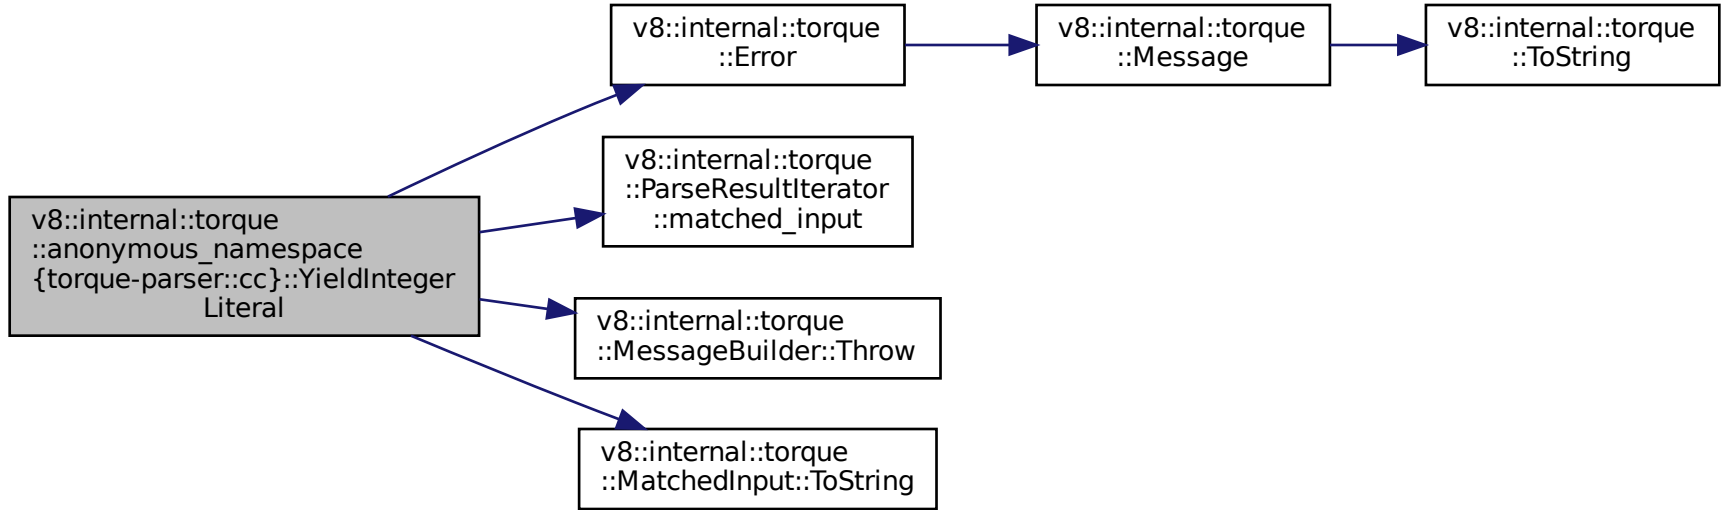 v8::internal::torque
::anonymous_namespace
{torque-parser::cc}::YieldInteger
Literal
v8::internal::torque
::Error
v8::internal::torque
::Message
v8::internal::torque
::ToString
v8::internal::torque
::ParseResultIterator
::matched_input
v8::internal::torque
::MessageBuilder::Throw
v8::internal::torque
::MatchedInput::ToString